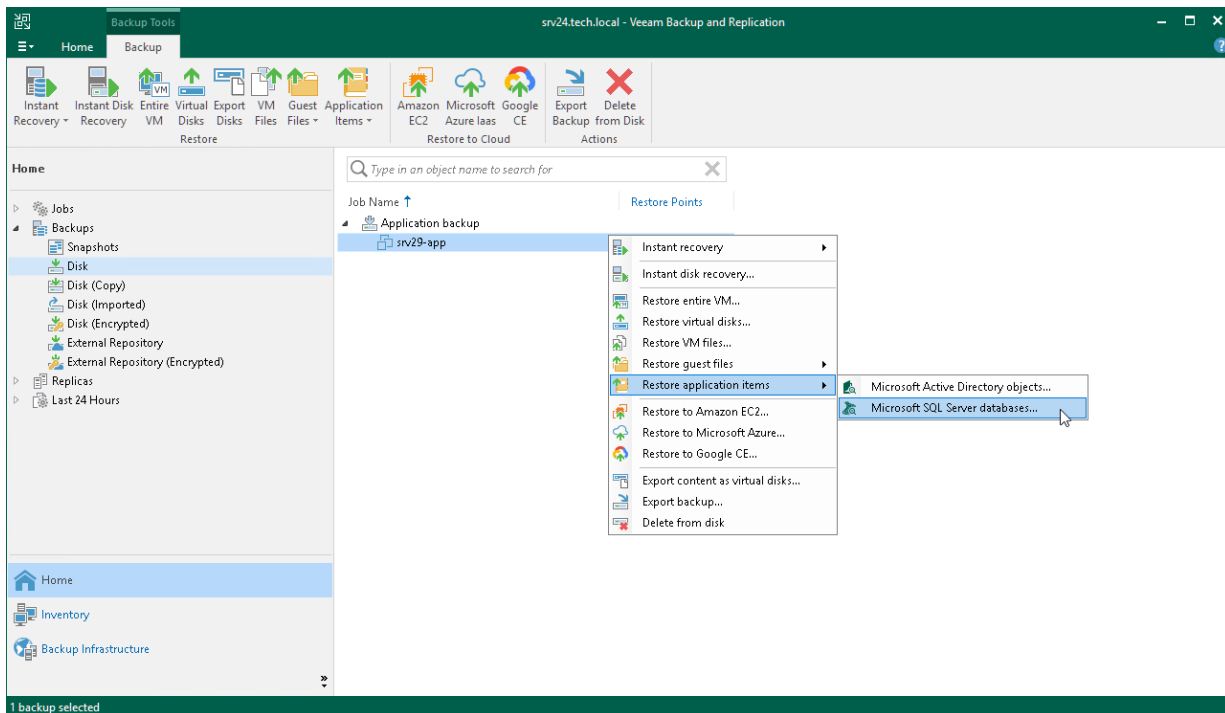 Backup Tools
srv24.tech.local - Veeam Backup and Replication
Home
Backup
Instant Recovery
Instant Disk Recovery
Entire VM
Virtual Disks
Export Disks
VM Files
Guest Files
Application Items
Amazon EC2
Microsoft Azure Iaas
Google CE
Export Backup
Delete from Disk
Restore
Restore to Cloud
Actions
Home
Type in an object name to search for
Jobs
Backups
Snapshots
Disk
Disk (Copy)
Disk (Imported)
Disk (Encrypted)
External Repository
External Repository (Encrypted)
Replicas
Last 24 Hours
Job Name
Restore Points
Application backup
srv29-app
Instant recovery
Instant disk recovery...
Restore entire VM...
Restore virtual disks...
Restore VM files...
Restore guest files
Restore application items
Restore to Amazon EC2...
Restore to Microsoft Azure...
Restore to Google CE...
Export content as virtual disks...
Export backup...
Delete from disk
Microsoft Active Directory objects...
Microsoft SQL Server databases...
Home
Inventory
Backup Infrastructure
1 backup selected